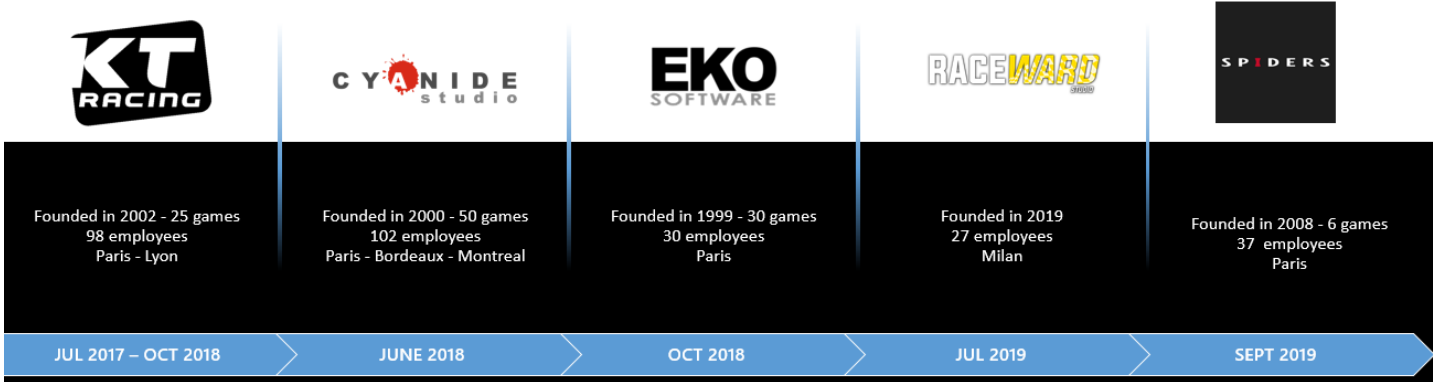 KT
RACING
Founded in 2002 - 25 games
98 employees
Paris - Lyon
JUL 2017 – OCT 2018
CYANIDE
studio
Founded in 2000 - 50 games
102 employees
Paris - Bordeaux - Montreal
JUNE 2018
EKO
SOFTWARE
Founded in 1999 - 30 games
30 employees
Paris
OCT 2018
RACEWARD
STUDIO
Founded in 2019
27 employees
Milan
JUL 2019
SPIDERS
Founded in 2008 - 6 games
37 employees
Paris
SEPT 2019